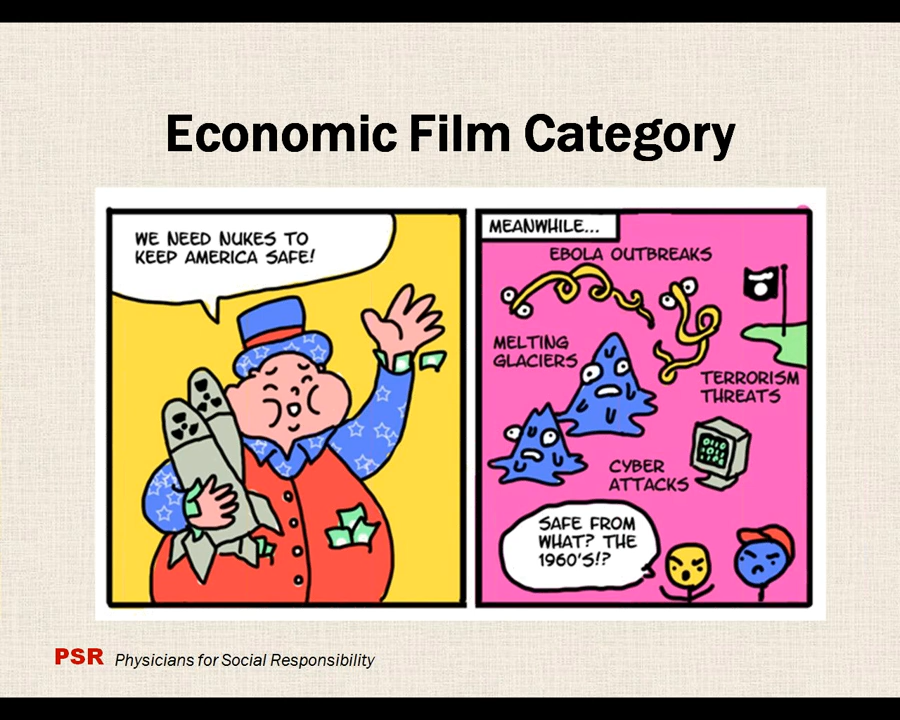 Economic Film Category
WE NEED NUKES TO
KEEP AMERICA SAFE!
MEANWHILE...
EBOLA OUTBREAKS
MELTING
GLACIERS
TERRORISM
THREATS
CYBER
ATTACKS
SAFE FROM
WHAT? THE
1960'S!?
PSR Physicians for Social Responsibility